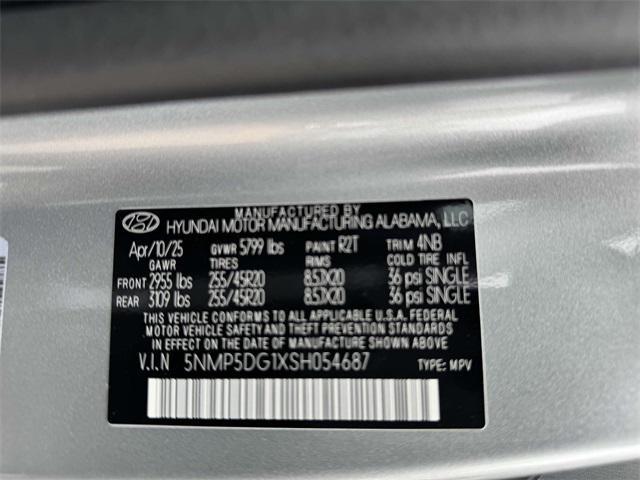 MANUFACTURED BY
HYUNDAI MOTOR MANUFACTURING ALABAMA, LLC
Apr/10/25 GVWR 5799 lbs PAINT R2T TRIM 4NB
GAWR TIRES RIMS COLD TIRE INFL
FRONT 2955 lbs 255/45R20 8.5JX20 36 psi SINGLE
REAR 3109 lbs 255/45R20 8.5JX20 36 psi SINGLE
THIS VEHICLE CONFORMS TO ALL APPLICABLE U.S.A. FEDERAL
MOTOR VEHICLE SAFETY AND THEFT PREVENTION STANDARDS
IN EFFECT ON THE DATE OF MANUFACTURE SHOWN ABOVE.
V.I.N 5NMP5DG1XSH054687 TYPE: MPV